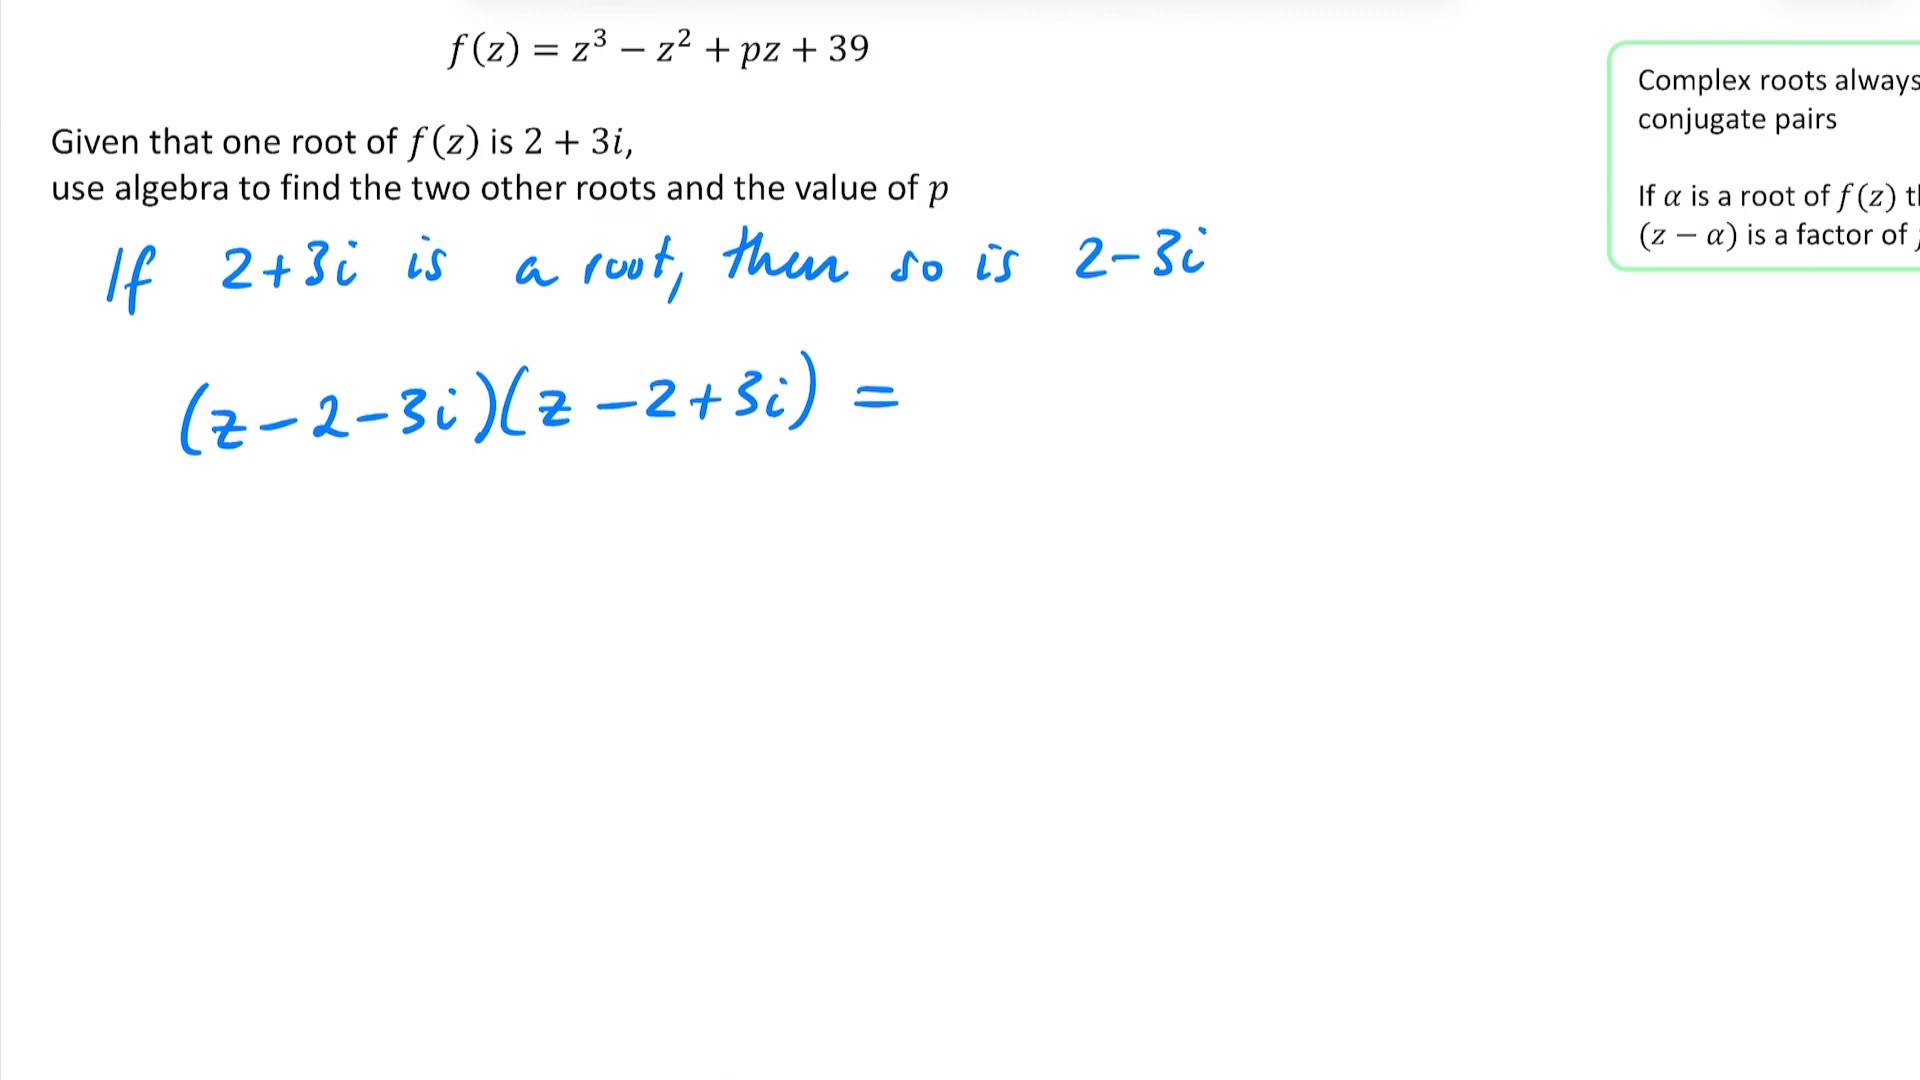 f(z) = z³ − z² + pz + 39
Given that one root of f(z) is 2 + 3i,
use algebra to find the two other roots and the value of p
If 2+3i is a root, then so is 2-3i
(z-2-3i)(z-2+3i) =
Complex roots always
conjugate pairs
If α is a root of f(z)
(z − α) is a factor of